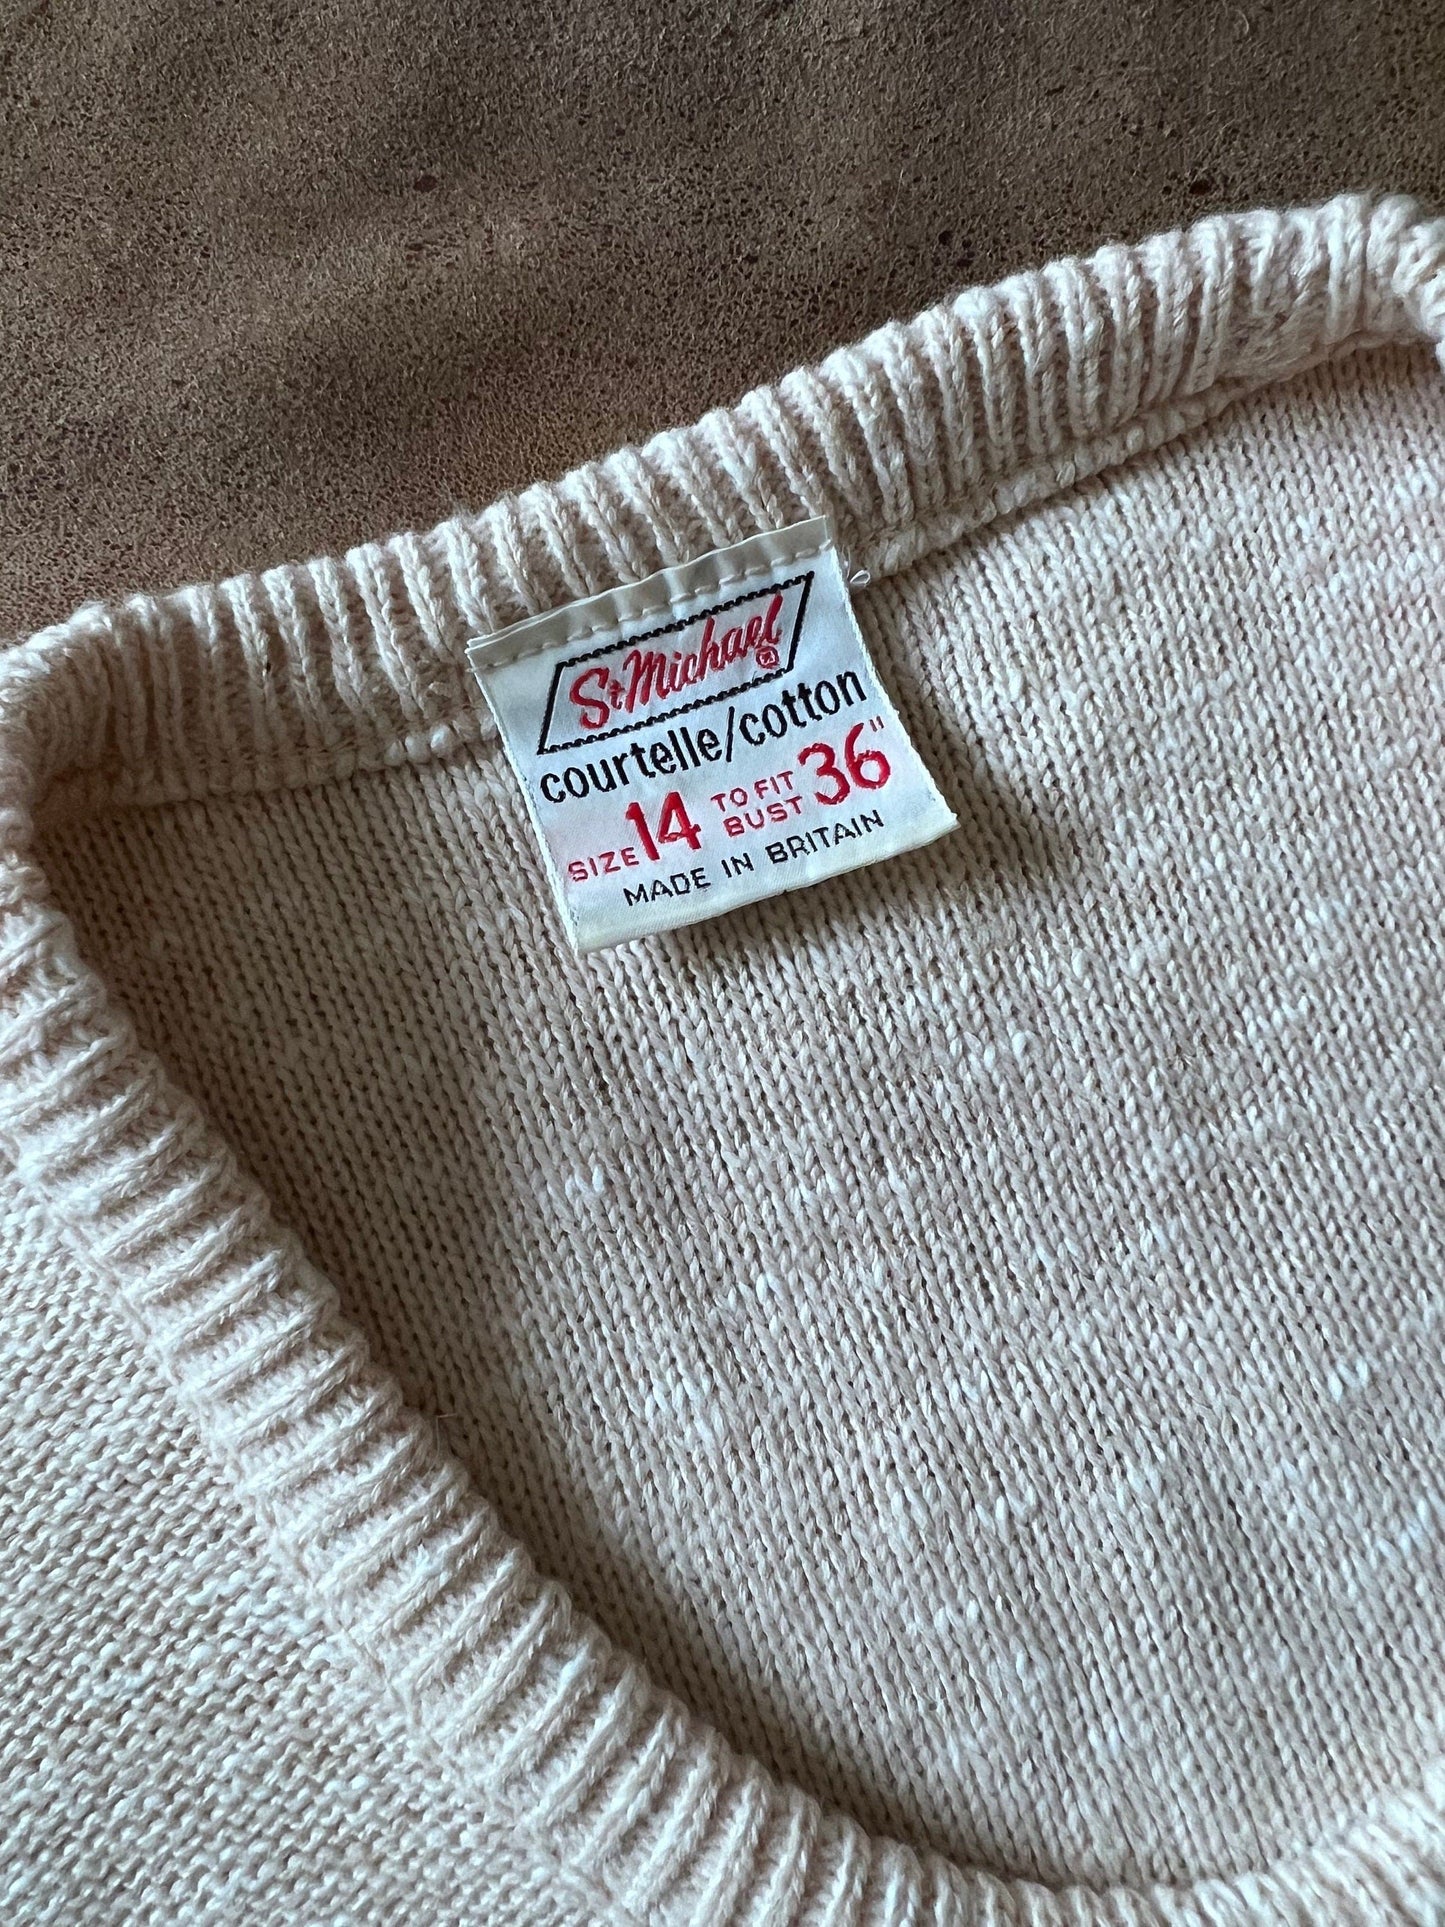 St Michael ®
courtelle/cotton
SIZE 14 TO FIT BUST 36"
MADE IN BRITAIN